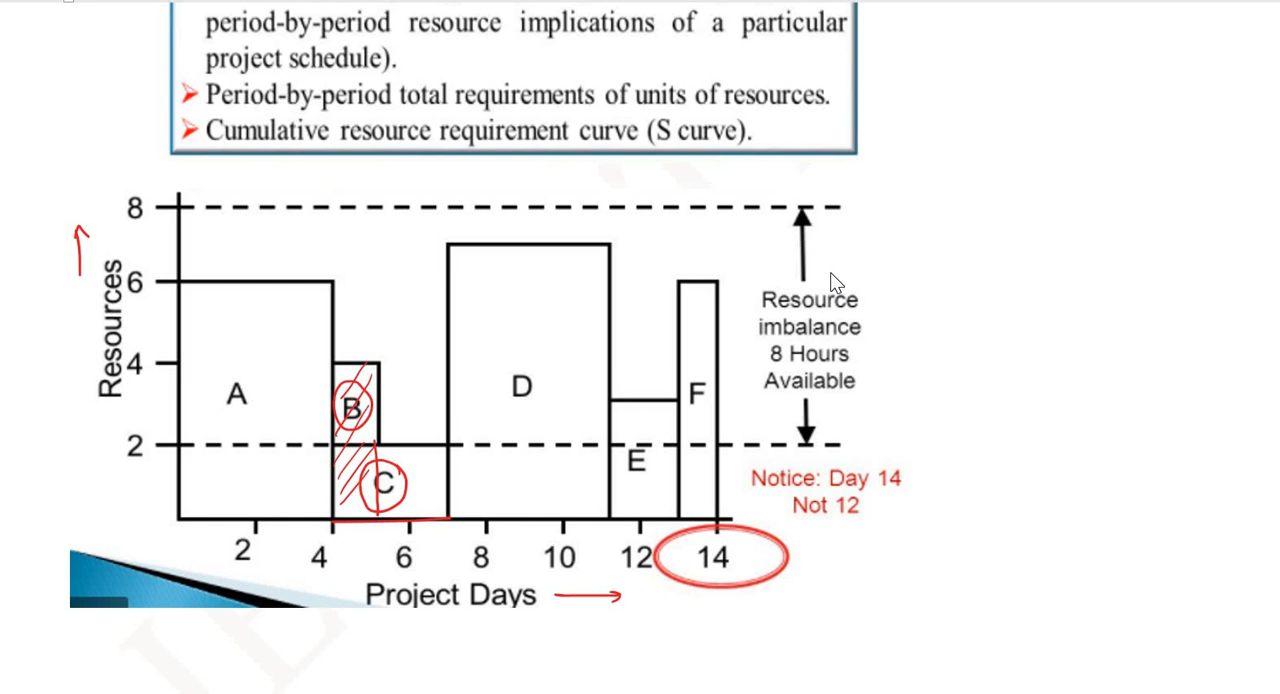 period-by-period resource implications of a particular
project schedule).
Period-by-period total requirements of units of resources.
Cumulative resource requirement curve (S curve).
8
6
4
2
Resources
A
B
C
D
E
F
Resource
imbalance
8 Hours
Available
Notice: Day 14
Not 12
2 4 6 8 10 12 14
Project Days